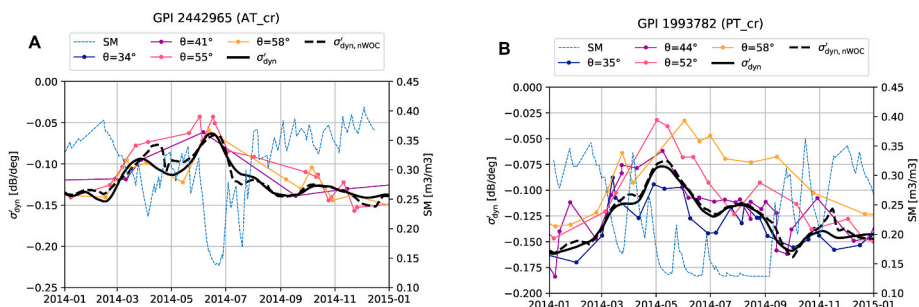 GPI 2442965 (AT_cr)
A
SM
θ=34°
θ=41°
θ=55°
θ=58°
σ′dyn
σ′dyn, nWOC
0.00
−0.05
−0.10
−0.15
−0.20
−0.25
σ′dyn [dB/deg]
0.45
0.40
0.35
0.30
0.25
0.20
0.15
0.10
SM [m3/m3]
2014-01 2014-03 2014-05 2014-07 2014-09 2014-11 2015-01
GPI 1993782 (PT_cr)
B
SM
θ=35°
θ=44°
θ=52°
θ=58°
σ′dyn
σ′dyn, nWOC
0.000
−0.025
−0.050
−0.075
−0.100
−0.125
−0.150
−0.175
−0.200
σ′dyn [dB/deg]
0.45
0.40
0.35
0.30
0.25
0.20
0.15
0.10
SM [m3/m3]
2014-01 2014-03 2014-05 2014-07 2014-09 2014-11 2015-01